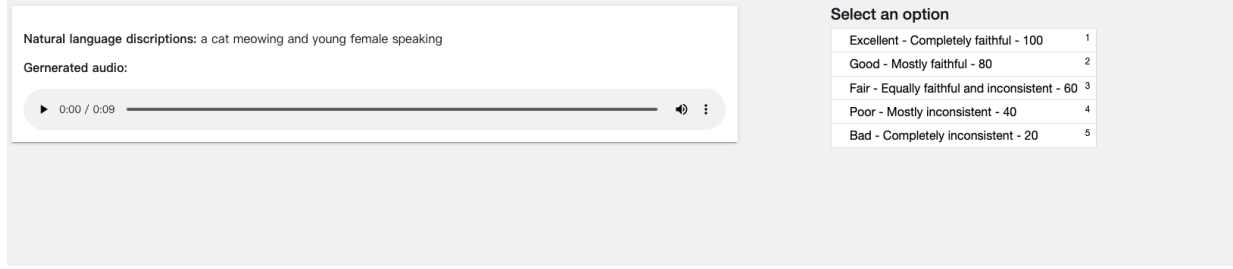 Natural language discriptions: a cat meowing and young female speaking
Gernerated audio:
0:00 / 0:09
Select an option
Excellent - Completely faithful - 100 1
Good - Mostly faithful - 80 2
Fair - Equally faithful and inconsistent - 60 3
Poor - Mostly inconsistent - 40 4
Bad - Completely inconsistent - 20 5